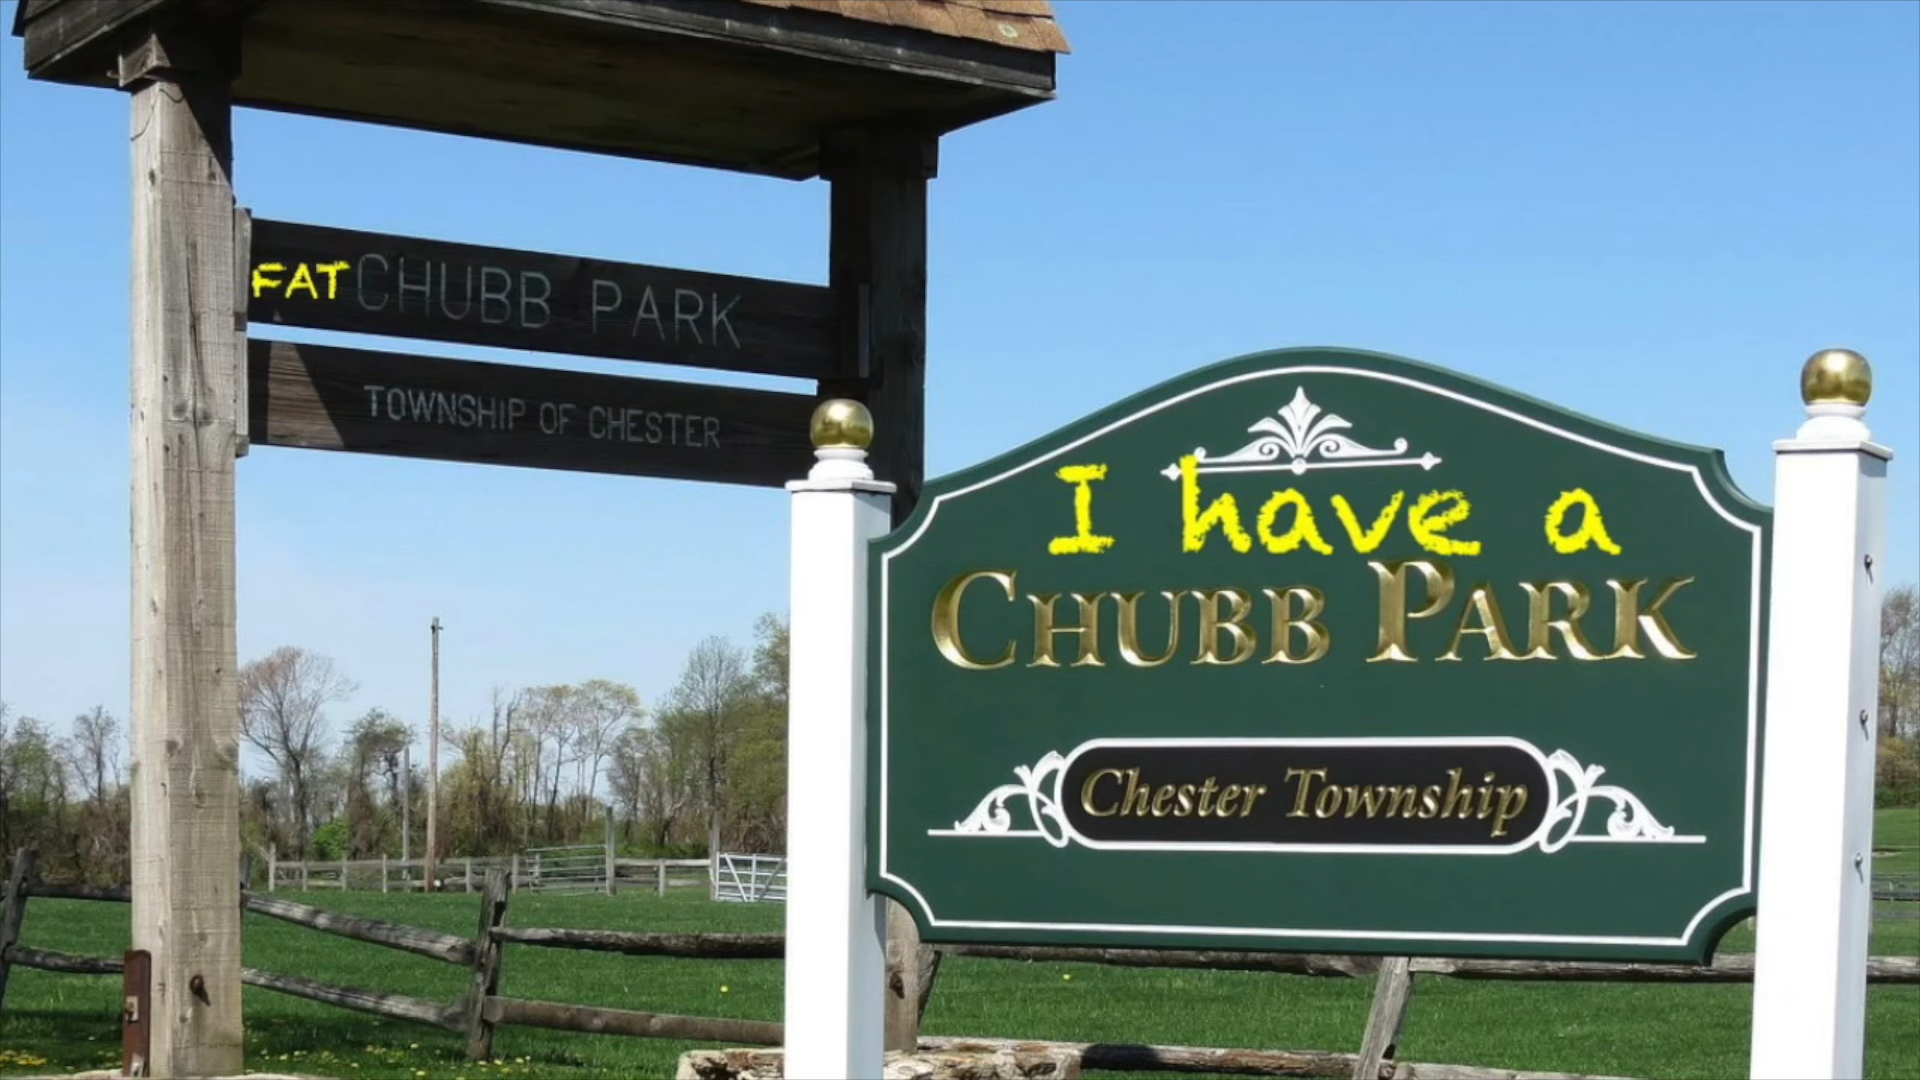 FAT CHUBB PARK
TOWNSHIP OF CHESTER
I have a
CHUBB PARK
Chester Township